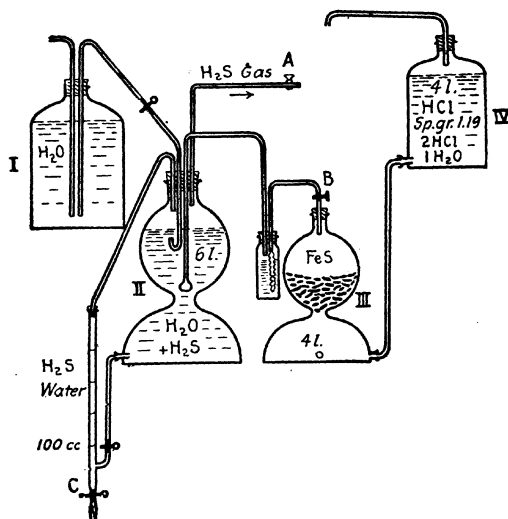 A
H₂S Gas
4 l.
HCl
Sp.gr. 1.19
2HCl
1H₂O
IV
I
H₂O
B
6 l.
FeS
II
III
H₂O
+H₂S
4 l.
H₂S
Water
100 cc
C